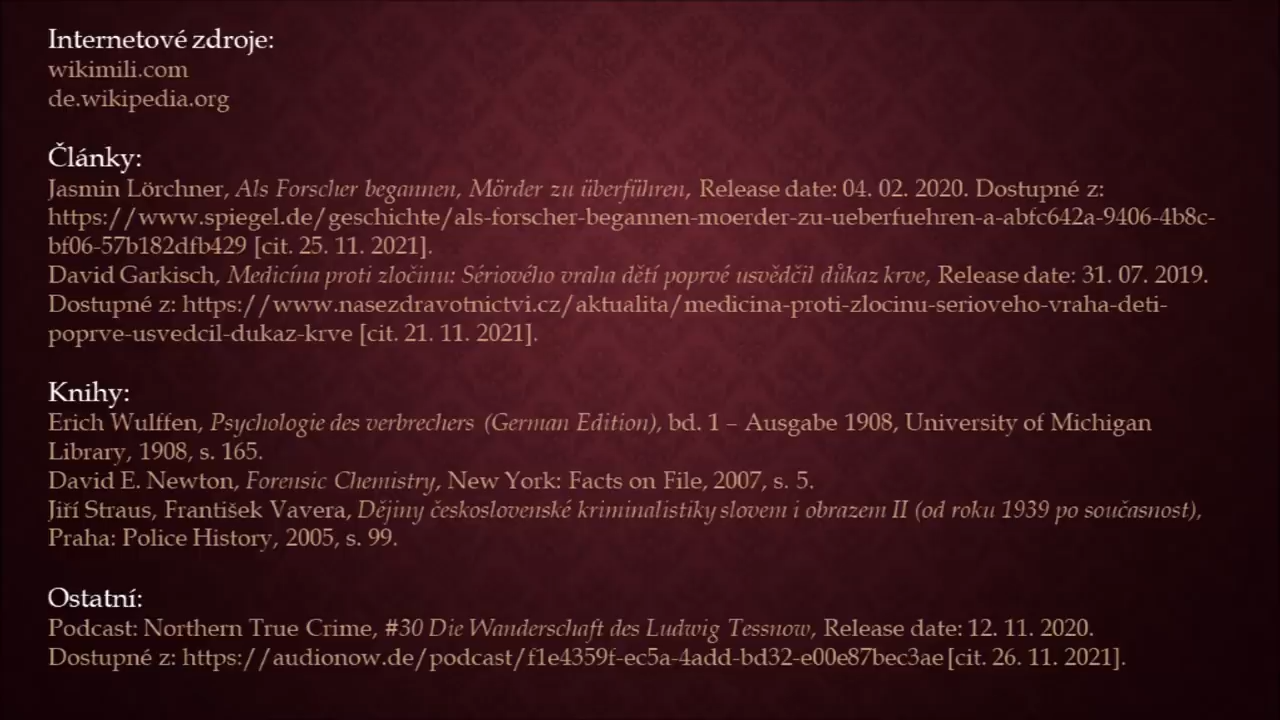 Internetové zdroje:
wikimili.com
de.wikipedia.org
Články:
Jasmin Lörchner, Als Forscher begannen, Mörder zu überführen, Release date: 04. 02. 2020. Dostupné z:
https://www.spiegel.de/geschichte/als-forscher-begannen-moerder-zu-ueberfuehren-a-abfc642a-9406-4b8c-
bf06-57b182dfb429 [cit. 25. 11. 2021].
David Garkisch, Medicína proti zločinu: Sériového vraha dětí poprvé usvědčil důkaz krve, Release date: 31. 07. 2019.
Dostupné z: https://www.nasezdravotnictvi.cz/aktualita/medicina-proti-zlocinu-serioveho-vraha-deti-
poprve-usvedcil-dukaz-krve [cit. 21. 11. 2021].
Knihy:
Erich Wulffen, Psychologie des verbrechers (German Edition), bd. 1 – Ausgabe 1908, University of Michigan
Library, 1908, s. 165.
David E. Newton, Forensic Chemistry, New York: Facts on File, 2007, s. 5.
Jiří Straus, František Vavera, Dějiny československé kriminalistiky slovem i obrazem II (od roku 1939 po současnost),
Praha: Police History, 2005, s. 99.
Ostatní:
Podcast: Northern True Crime, #30 Die Wanderschaft des Ludwig Tessnow, Release date: 12. 11. 2020.
Dostupné z: https://audionow.de/podcast/f1e4359f-ec5a-4add-bd32-e00e87bec3ae [cit. 26. 11. 2021].